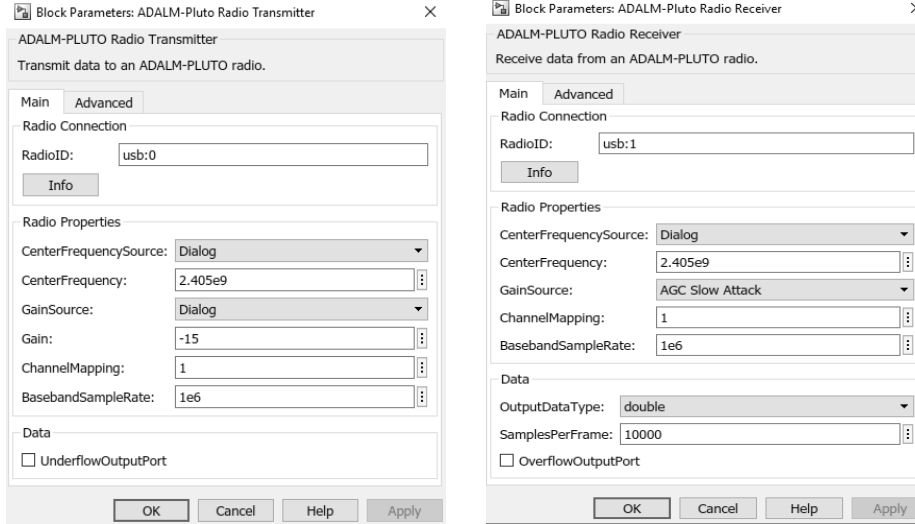 Block Parameters: ADALM-Pluto Radio Transmitter
ADALM-PLUTO Radio Transmitter
Transmit data to an ADALM-PLUTO radio.
Main Advanced
Radio Connection
RadioID: usb:0
Info
Radio Properties
CenterFrequencySource: Dialog
CenterFrequency: 2.405e9
GainSource: Dialog
Gain: -15
ChannelMapping: 1
BasebandSampleRate: 1e6
Data
UnderflowOutputPort
OK Cancel Help Apply
Block Parameters: ADALM-Pluto Radio Receiver
ADALM-PLUTO Radio Receiver
Receive data from an ADALM-PLUTO radio.
Main Advanced
Radio Connection
RadioID: usb:1
Info
Radio Properties
CenterFrequencySource: Dialog
CenterFrequency: 2.405e9
GainSource: AGC Slow Attack
ChannelMapping: 1
BasebandSampleRate: 1e6
Data
OutputDataType: double
SamplesPerFrame: 10000
OverflowOutputPort
OK Cancel Help Apply